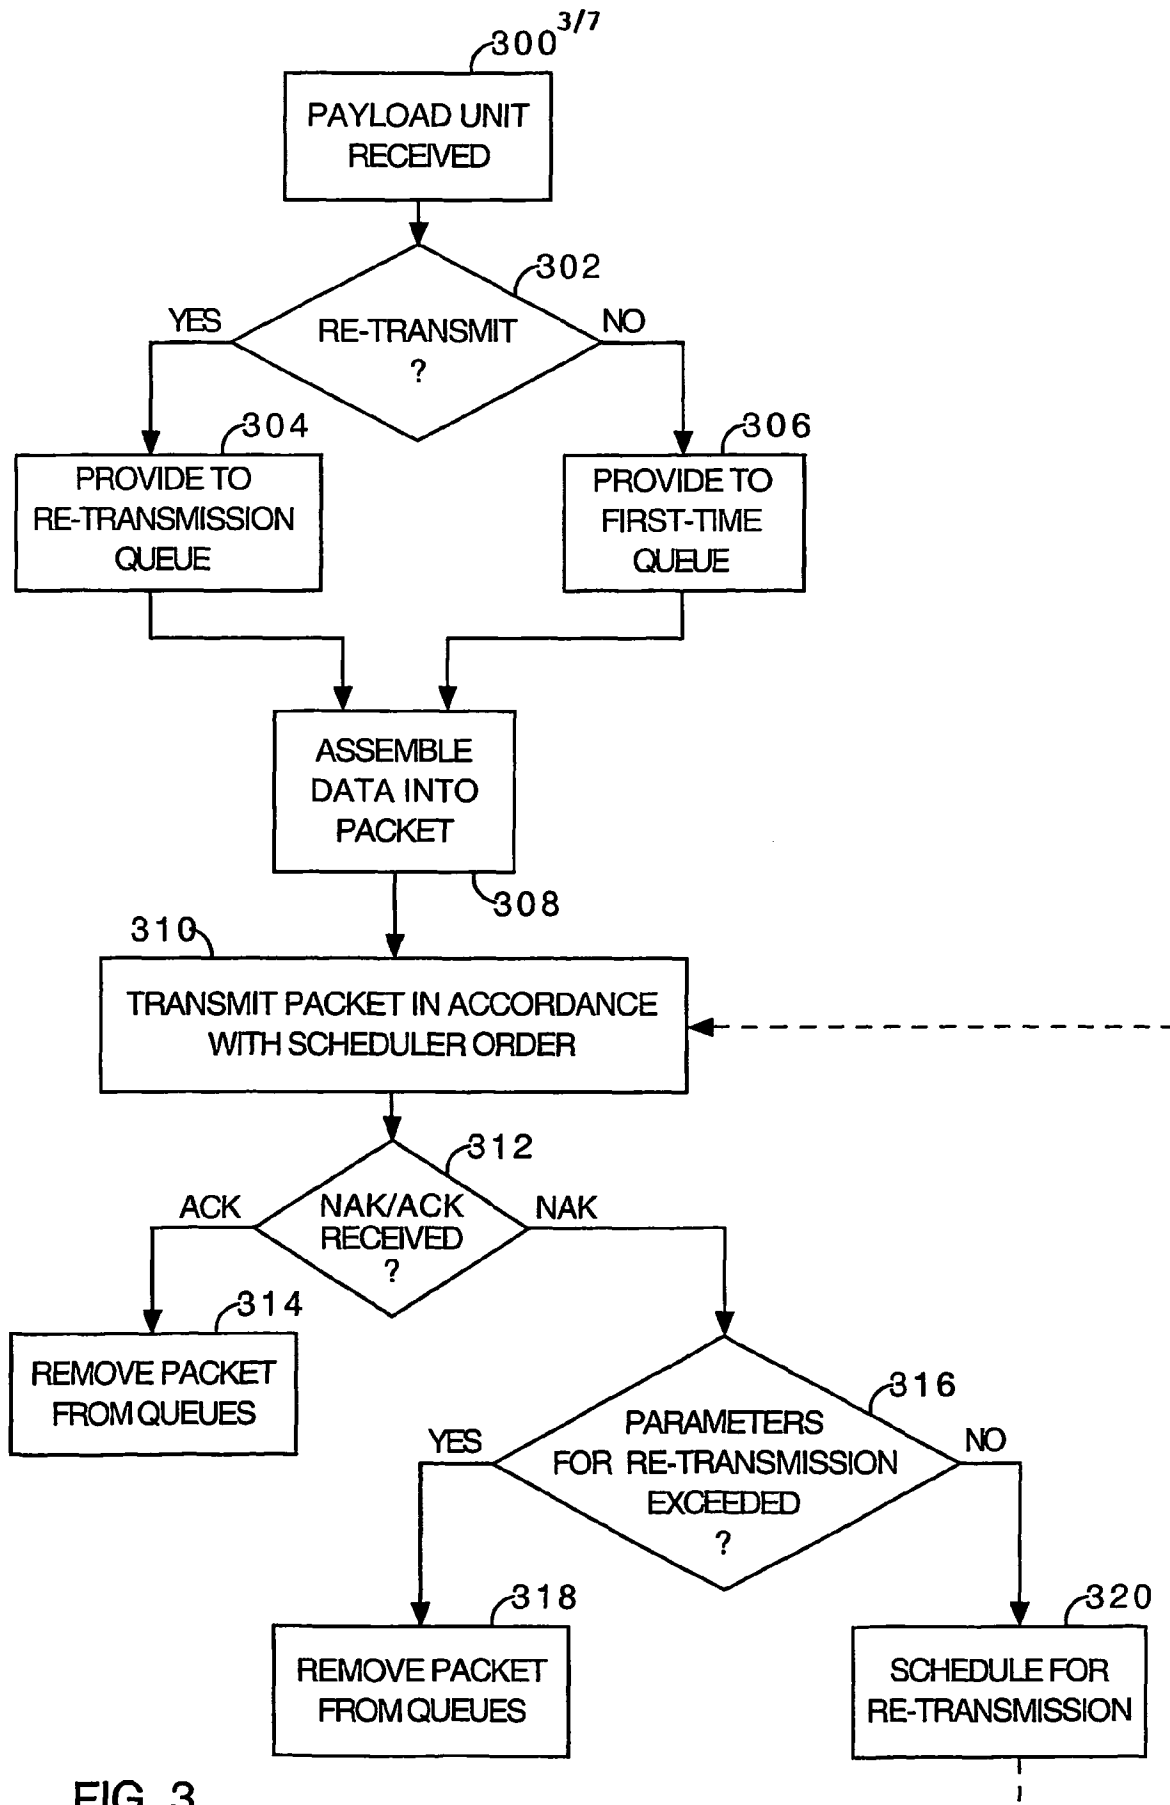 3/7
300
PAYLOAD UNIT
RECEIVED
302
YES
RE-TRANSMIT
?
NO
304
306
PROVIDE TO
RE-TRANSMISSION
QUEUE
PROVIDE TO
FIRST-TIME
QUEUE
ASSEMBLE
DATA INTO
PACKET
308
310
TRANSMIT PACKET IN ACCORDANCE
WITH SCHEDULER ORDER
312
ACK
NAK/ACK
RECEIVED
?
NAK
314
REMOVE PACKET
FROM QUEUES
316
YES
PARAMETERS
FOR RE-TRANSMISSION
EXCEEDED
?
NO
318
320
REMOVE PACKET
FROM QUEUES
SCHEDULE FOR
RE-TRANSMISSION
FIG. 3